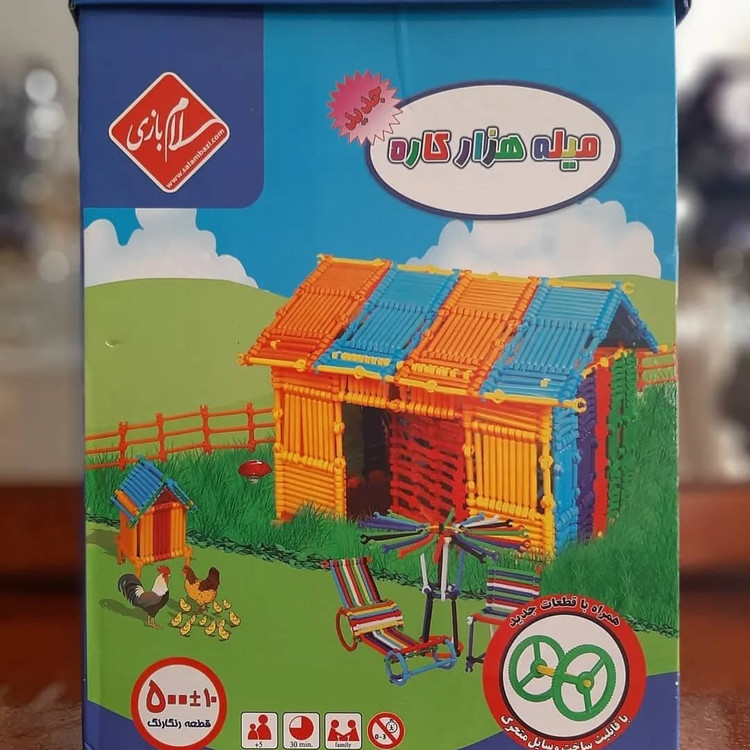 سلام بازی
www.salambazi.com
جدید
میله هزار کاره
همراه با قطعات جدید
با قابلیت ساخت وسایل متحرک
۵۰۰±۱۰
قطعه رنگارنگ
+5
30 min.
family
0-3